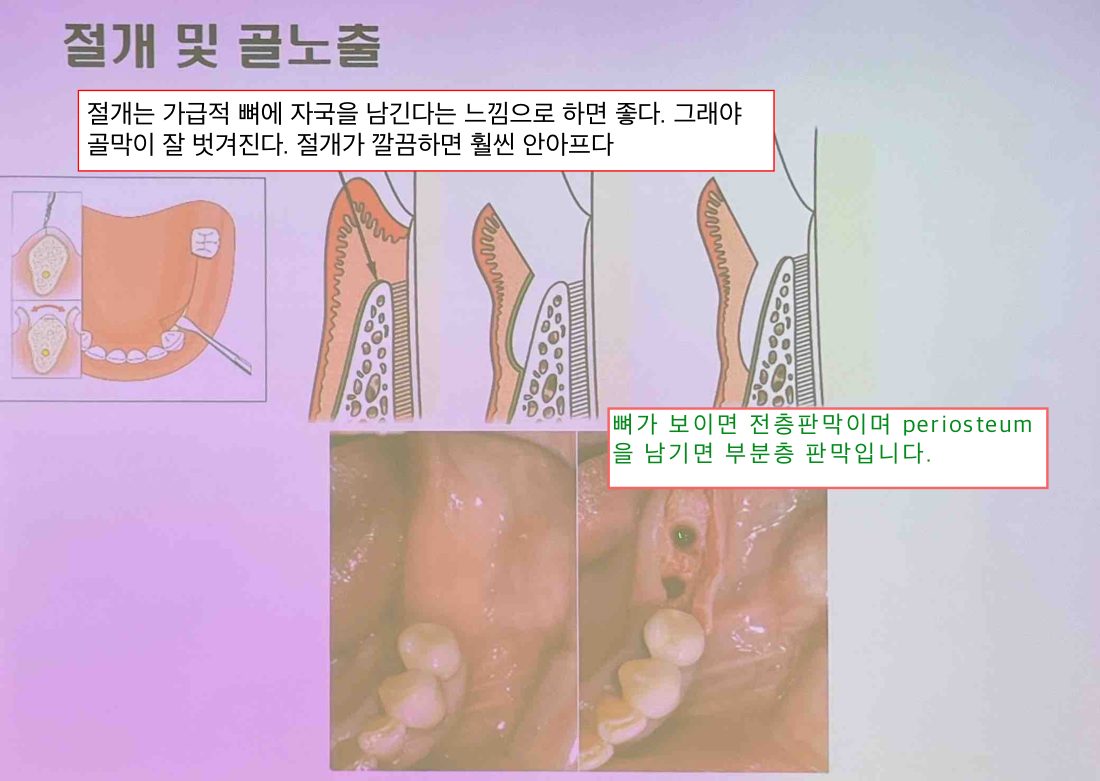 절개 및 골노출
절개는 가급적 뼈에 자국을 남긴다는 느낌으로 하면 좋다. 그래야
골막이 잘 벗겨진다. 절개가 깔끔하면 훨씬 안아프다
뼈가 보이면 전층판막이며 periosteum
을 남기면 부분층 판막입니다.